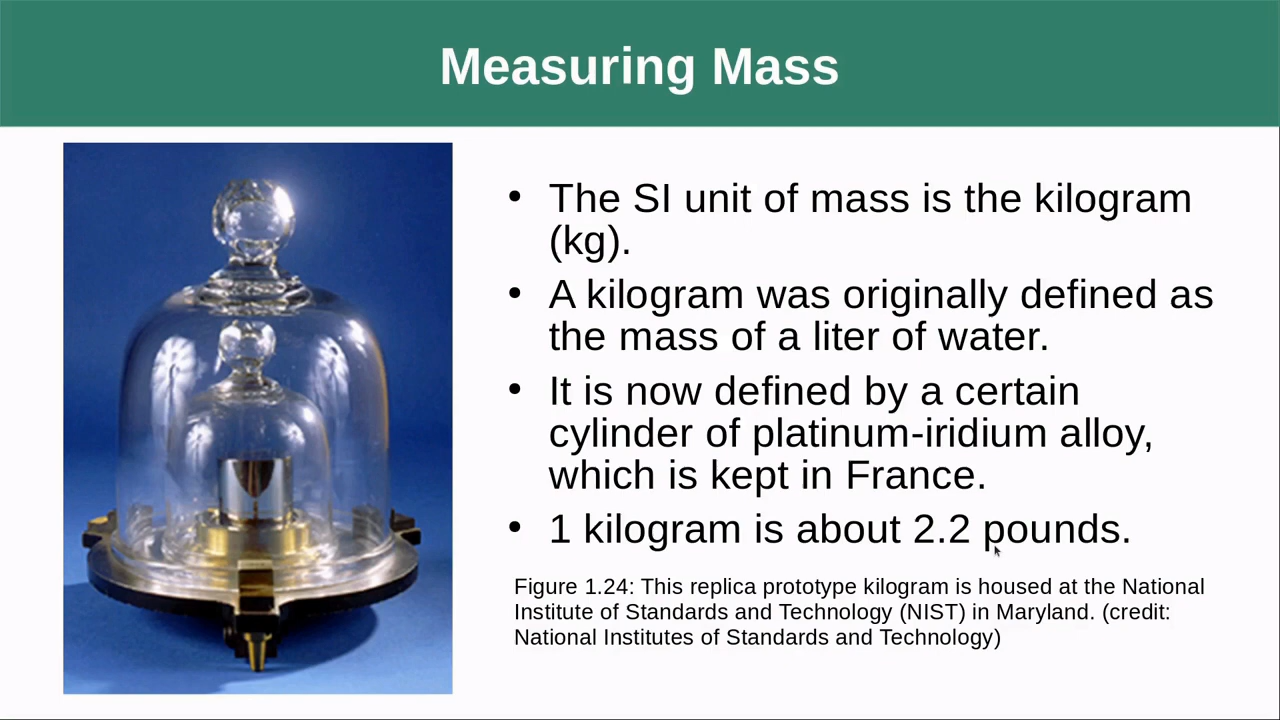 Measuring Mass
• The SI unit of mass is the kilogram
(kg).
• A kilogram was originally defined as
the mass of a liter of water.
• It is now defined by a certain
cylinder of platinum-iridium alloy,
which is kept in France.
• 1 kilogram is about 2.2 pounds.
Figure 1.24: This replica prototype kilogram is housed at the National
Institute of Standards and Technology (NIST) in Maryland. (credit:
National Institutes of Standards and Technology)